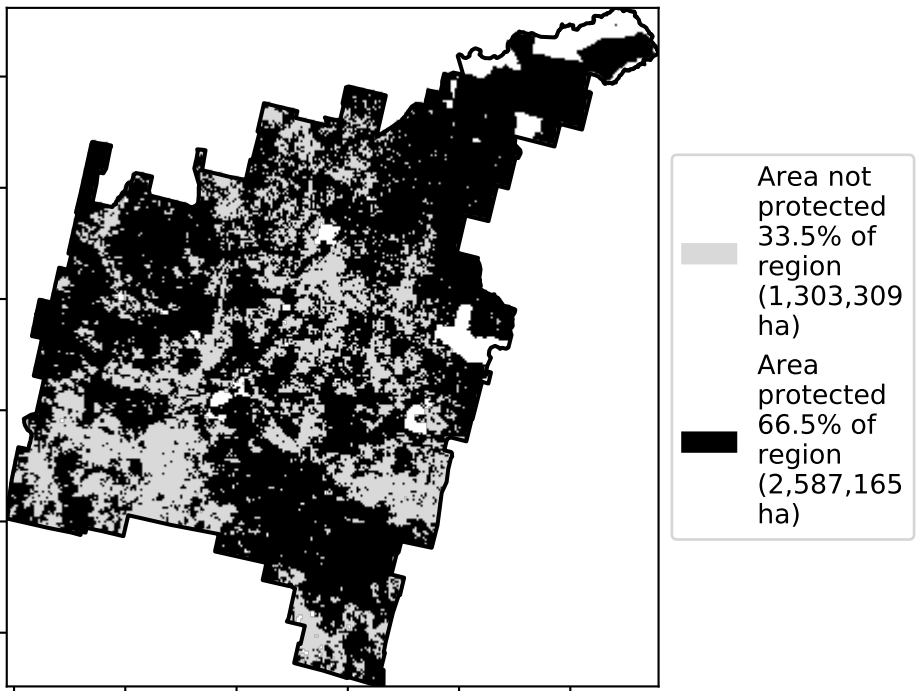 Area not
protected
33.5% of
region
(1,303,309
ha)
Area
protected
66.5% of
region
(2,587,165
ha)